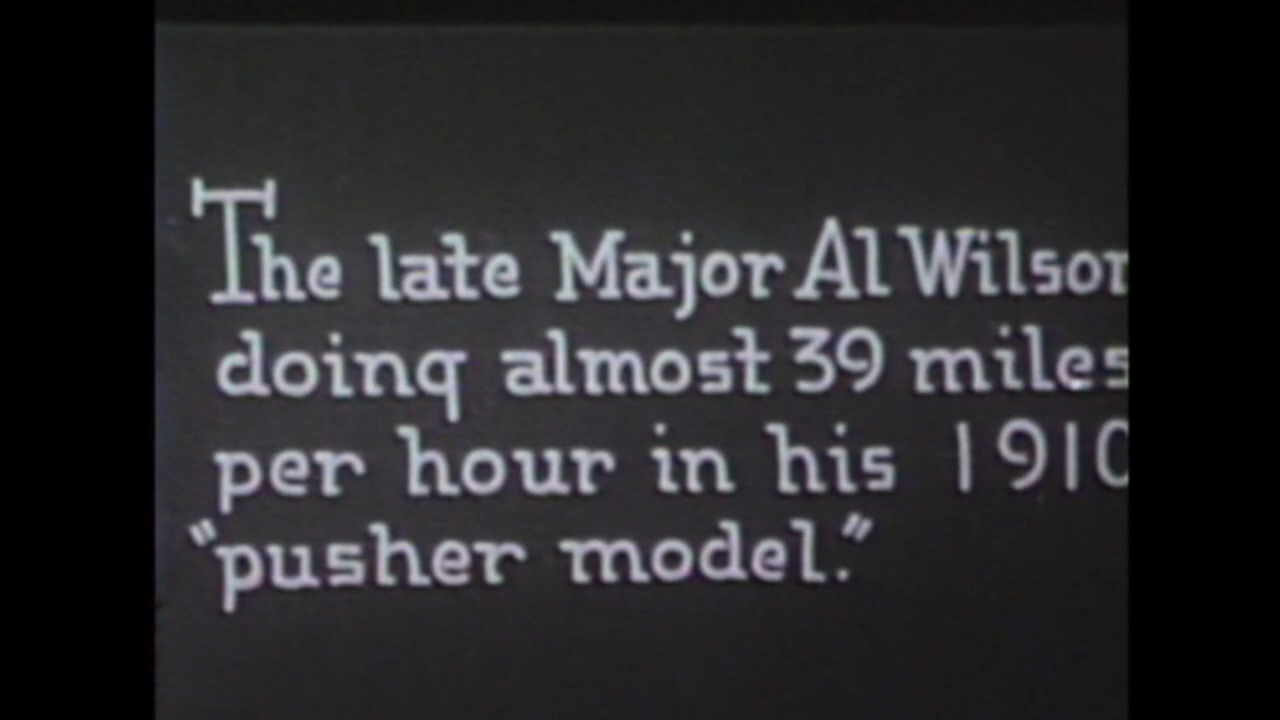 The late Major Al Wilson
doing almost 39 miles
per hour in his 1910
"pusher model."